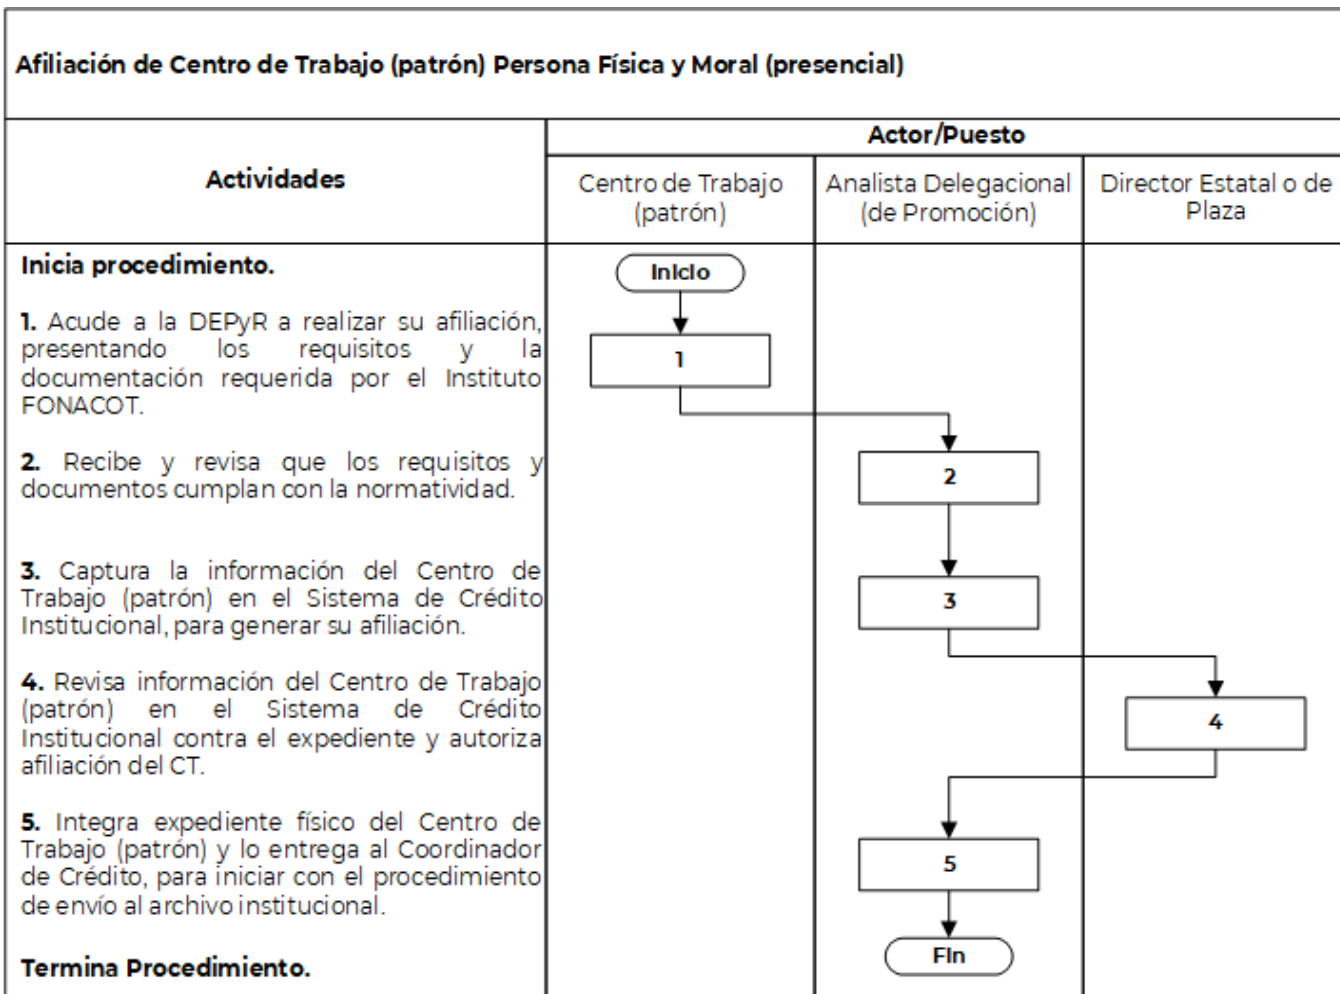 Afiliación de Centro de Trabajo (patrón) Persona Física y Moral (presencial)
Actividades
Actor/Puesto
Centro de Trabajo
(patrón)
Analista Delegacional
(de Promoción)
Director Estatal o de
Plaza
Inicia procedimiento.
1. Acude a la DEPyR a realizar su afiliación,
presentando los requisitos y la
documentación requerida por el Instituto
FONACOT.
2. Recibe y revisa que los requisitos y
documentos cumplan con la normatividad.
3. Captura la información del Centro de
Trabajo (patrón) en el Sistema de Crédito
Institucional, para generar su afiliación.
4. Revisa información del Centro de Trabajo
(patrón) en el Sistema de Crédito
Institucional contra el expediente y autoriza
afiliación del CT.
5. Integra expediente físico del Centro de
Trabajo (patrón) y lo entrega al Coordinador
de Crédito, para iniciar con el procedimiento
de envío al archivo institucional.
Termina Procedimiento.
Inicio
1
2
3
4
5
Fin